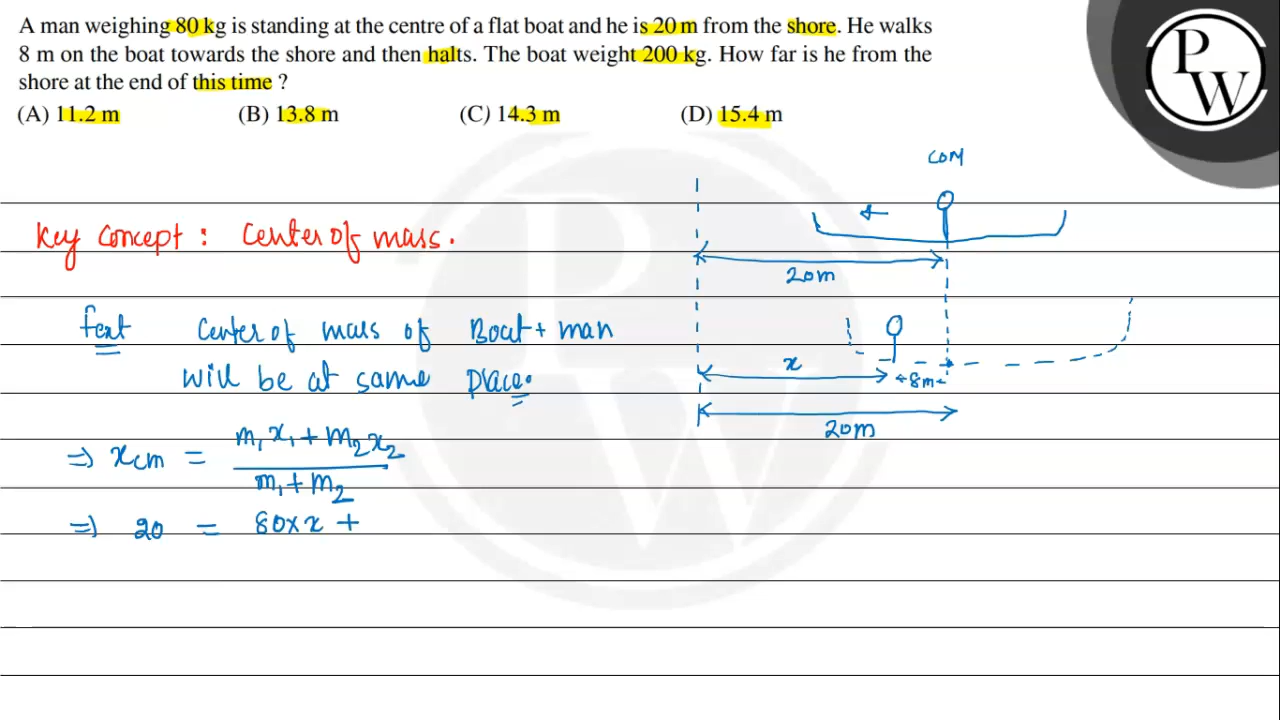 A man weighing 80 kg is standing at the centre of a flat boat and he is 20 m from the shore. He walks
8 m on the boat towards the shore and then halts. The boat weight 200 kg. How far is he from the
shore at the end of this time ?
(A) 11.2 m (B) 13.8 m (C) 14.3 m (D) 15.4 m
P
W
COM
Key Concept : Center of mass.
20m
fext Center of mass of Boat + man
x
8m
will be at same place.
20m
⇒ xcm = m₁x₁ + m₂x₂ / m₁ + m₂
⇒ 20 = 80×x +